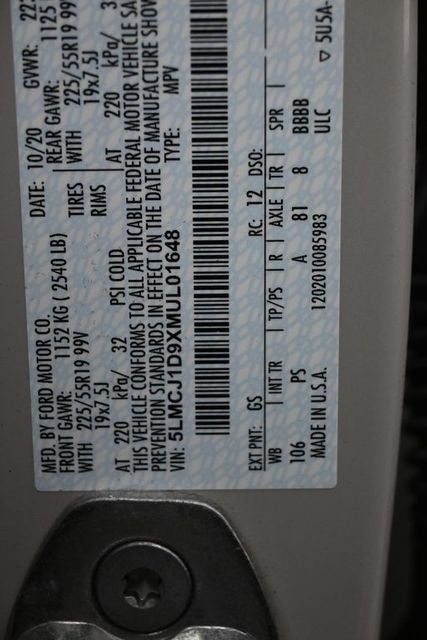 MFD. BY FORD MOTOR CO. DATE: 10/20 GVWR:
FRONT GAWR: 1152 KG ( 2540 LB) REAR GAWR: 1125
WITH 225/55R19 99V TIRES WITH 225/55R19 99
19x7.5J RIMS 19x7.5J
AT 220 kPa/ 32 PSI COLD AT 220 kPa/
THIS VEHICLE CONFORMS TO ALL APPLICABLE FEDERAL MOTOR VEHICLE SA
PREVENTION STANDARDS IN EFFECT ON THE DATE OF MANUFACTURE SHOW
VIN: 5LMCJ1D9XMUL01648 TYPE: MPV
EXT PNT: GS RC: 12 DSO:
WB INT TR TP/PS R AXLE TR SPR
106 PS A 81 8 BBBB
MADE IN U.S.A. 1202010085983 ULC ▽ 5U5A-